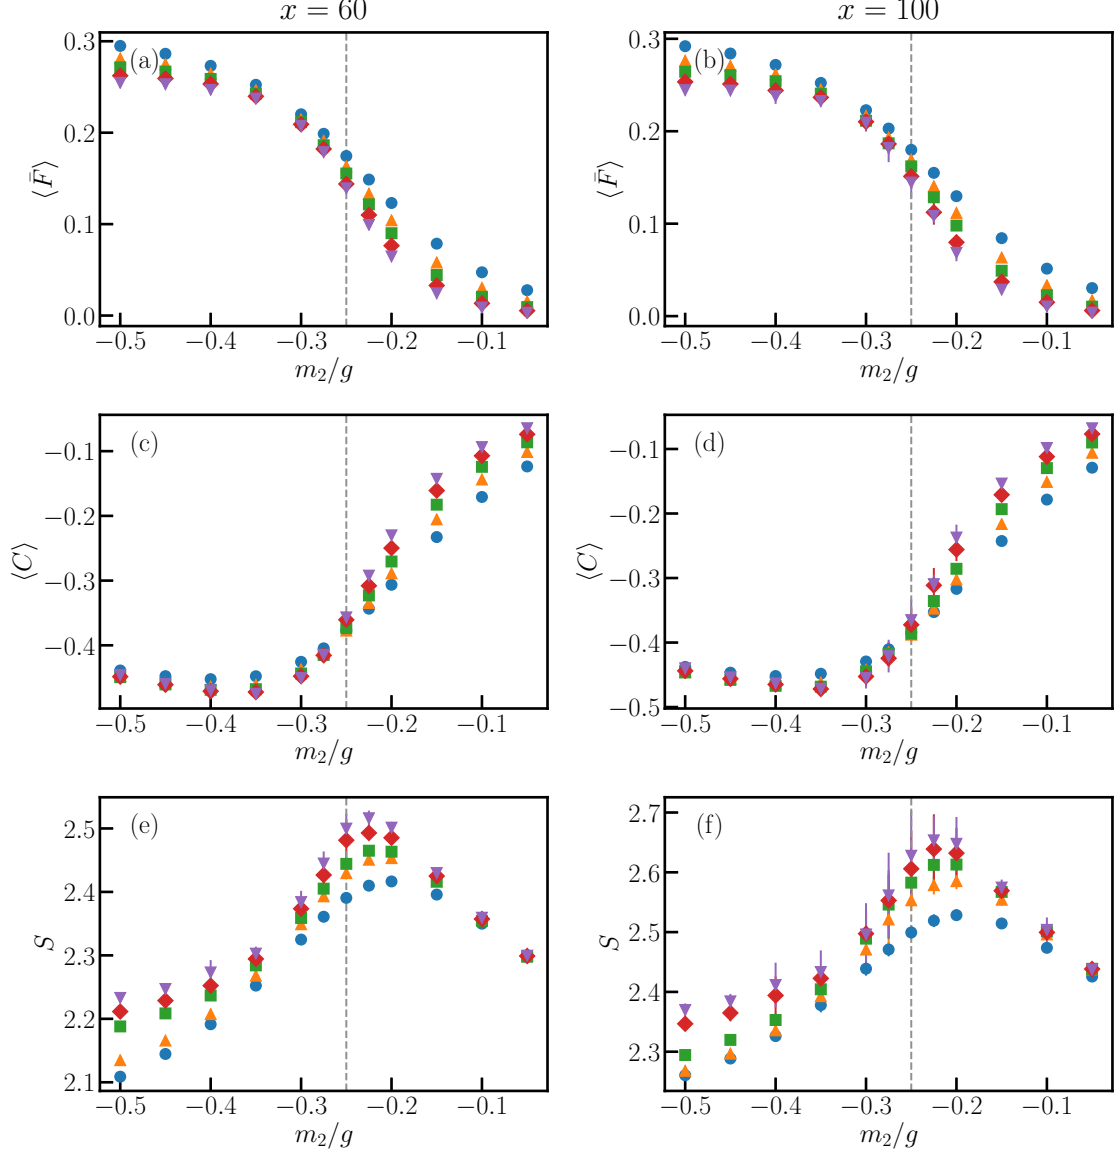 x = 60
x = 100
(a)
(b)
⟨F̄⟩
⟨F̄⟩
0.3
0.2
0.1
0.0
0.3
0.2
0.1
0.0
−0.5 −0.4 −0.3 −0.2 −0.1
−0.5 −0.4 −0.3 −0.2 −0.1
m₂/g
m₂/g
(c)
(d)
⟨C⟩
⟨C⟩
−0.1
−0.2
−0.3
−0.4
−0.1
−0.2
−0.3
−0.4
−0.5
−0.5 −0.4 −0.3 −0.2 −0.1
−0.5 −0.4 −0.3 −0.2 −0.1
m₂/g
m₂/g
(e)
(f)
S
S
2.5
2.4
2.3
2.2
2.1
2.7
2.6
2.5
2.4
2.3
−0.5 −0.4 −0.3 −0.2 −0.1
−0.5 −0.4 −0.3 −0.2 −0.1
m₂/g
m₂/g